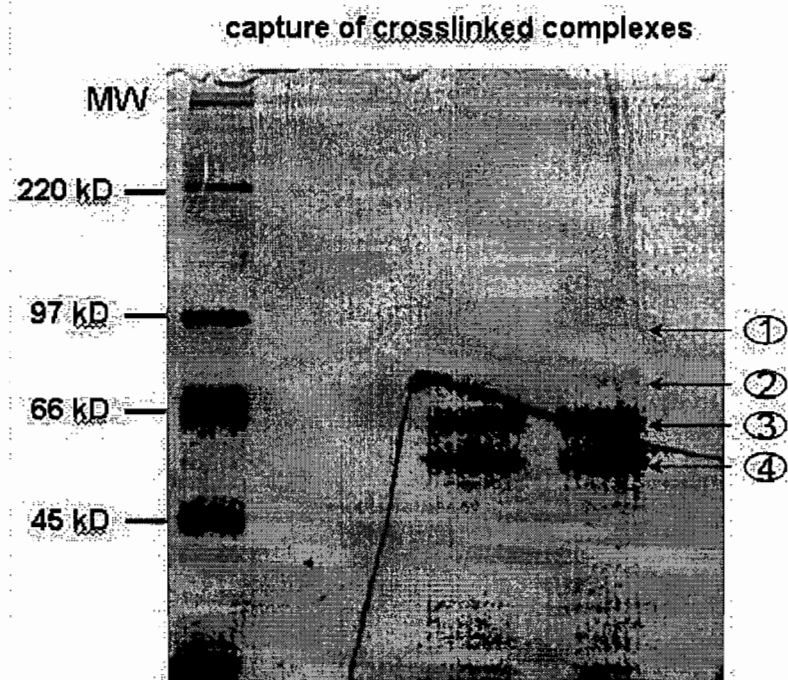 capture of crosslinked complexes
MW
220 kD
97 kD
①
②
66 kD
③
④
45 kD